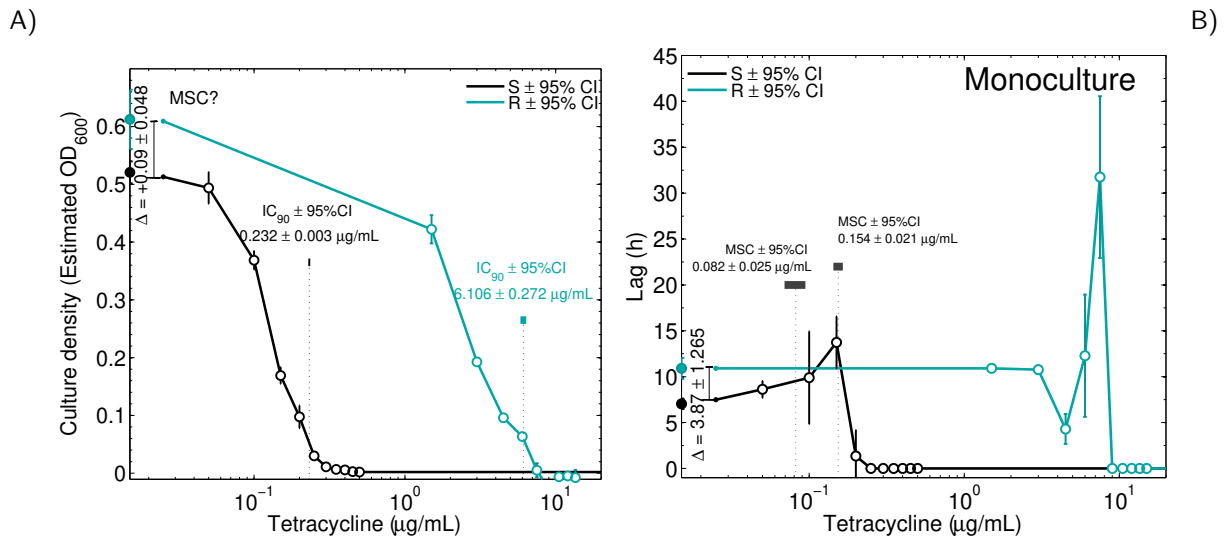 A)
B)
S ± 95% CI
R ± 95% CI
MSC?
Δ = +0.09 ± 0.048
IC90 ± 95%CI
0.232 ± 0.003 μg/mL
IC90 ± 95%CI
6.106 ± 0.272 μg/mL
Culture density (Estimated OD600)
0.6
0.5
0.4
0.3
0.2
0.1
0
10−1
100
101
Tetracycline (μg/mL)
S ± 95% CI
R ± 95% CI
Monoculture
MSC ± 95%CI
0.154 ± 0.021 μg/mL
MSC ± 95%CI
0.082 ± 0.025 μg/mL
Δ = 3.87 ± 1.265
Lag (h)
45
40
35
30
25
20
15
10
5
0
10−1
100
101
Tetracycline (μg/mL)